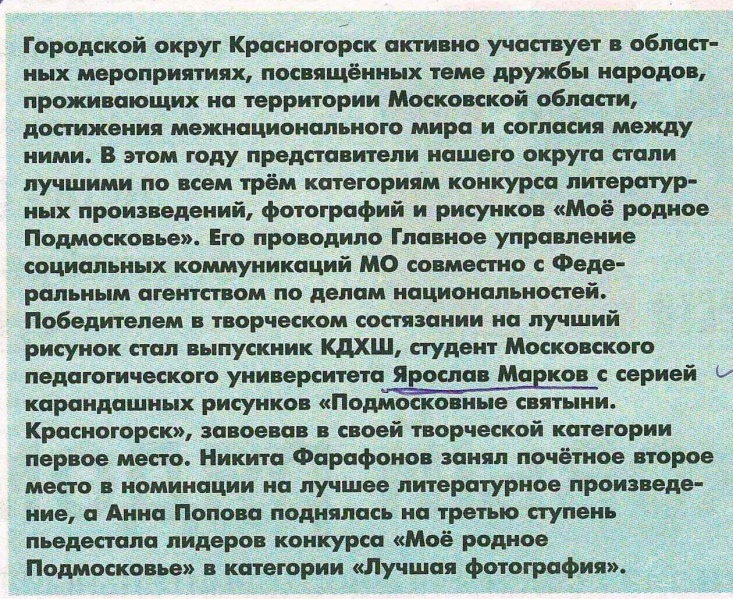 Городской округ Красногорск активно участвует в област-
ных мероприятиях, посвящённых теме дружбы народов,
проживающих на территории Московской области,
достижения межнационального мира и согласия между
ними. В этом году представители нашего округа стали
лучшими по всем трём категориям конкурса литератур-
ных произведений, фотографий и рисунков «Моё родное
Подмосковье». Его проводило Главное управление
социальных коммуникаций МО совместно с Феде-
ральным агентством по делам национальностей.
Победителем в творческом состязании на лучший
рисунок стал выпускник КДХШ, студент Московского
педагогического университета Ярослав Марков с серией
карандашных рисунков «Подмосковные святыни.
Красногорск», завоевав в своей творческой категории
первое место. Никита Фарафонов занял почётное второе
место в номинации на лучшее литературное произведе-
ние, а Анна Попова поднялась на третью ступень
пьедестала лидеров конкурса «Моё родное
Подмосковье» в категории «Лучшая фотография».